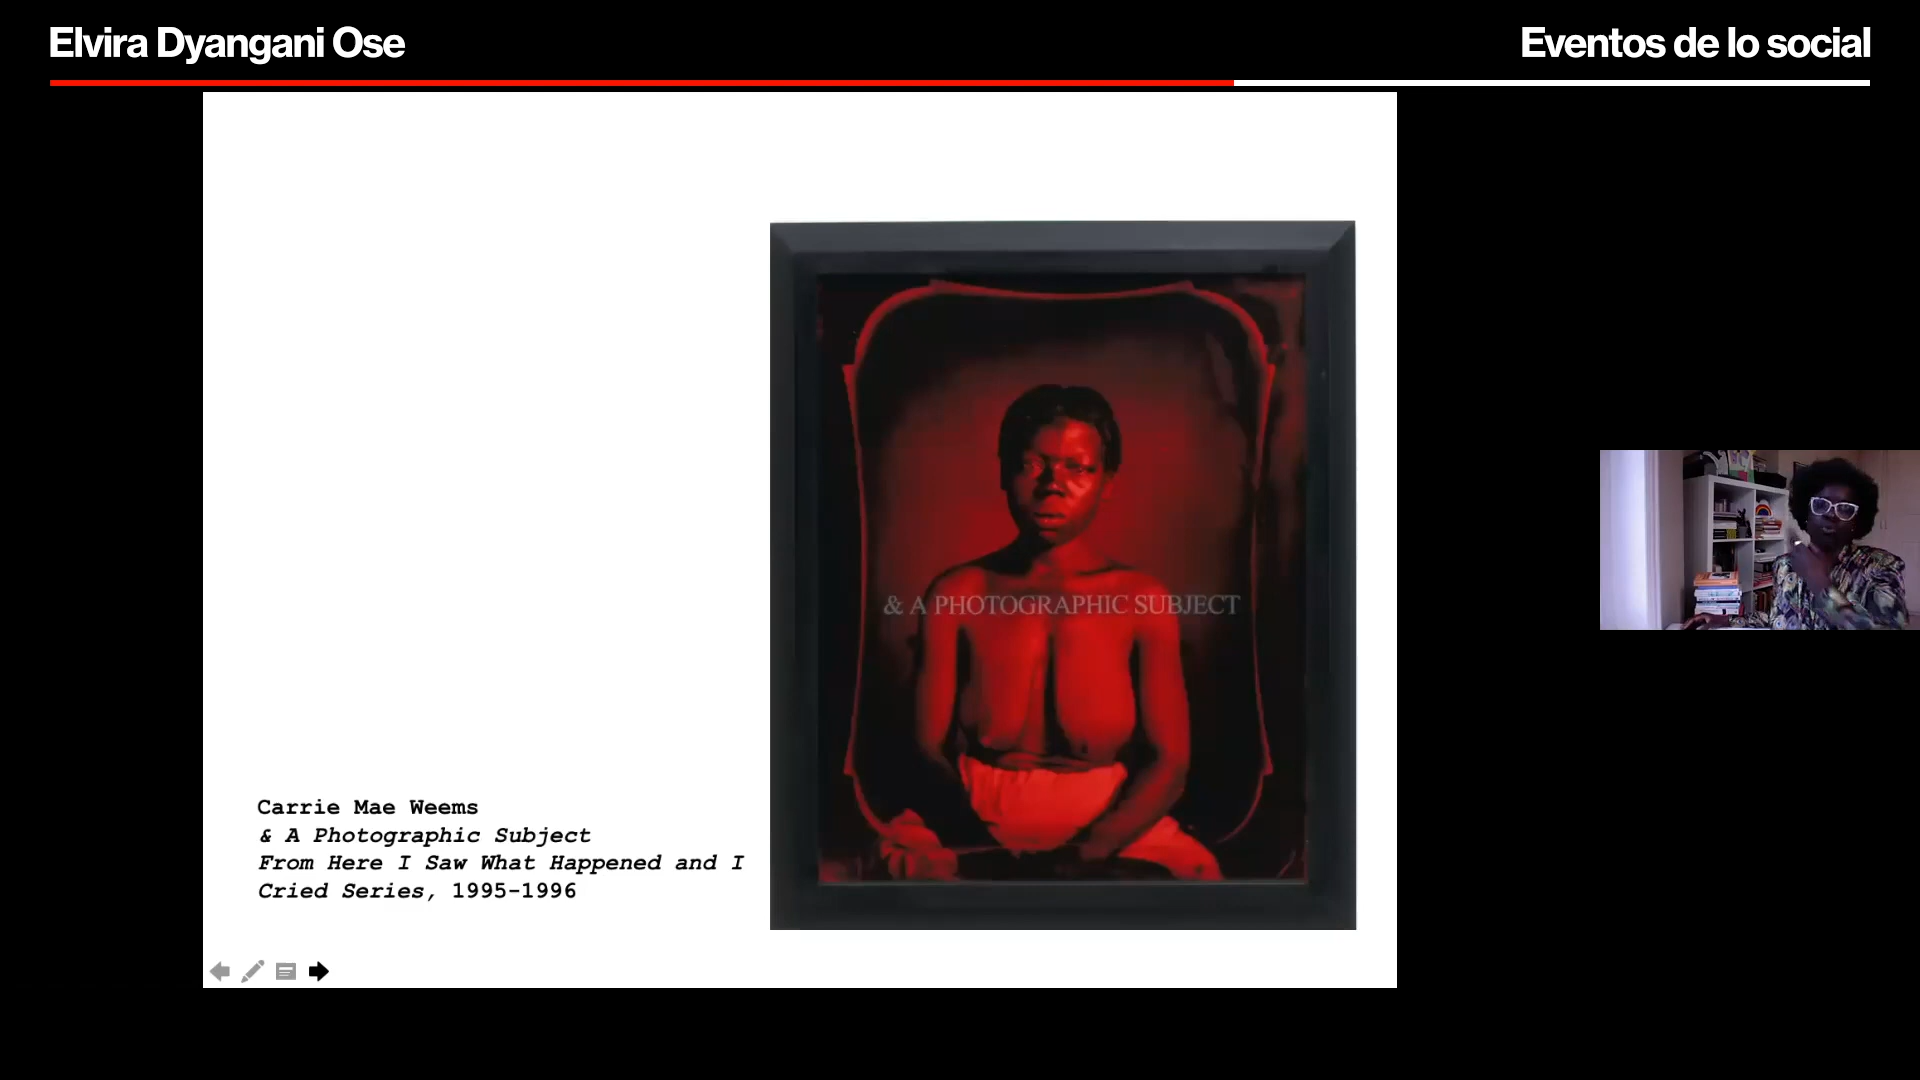 Elvira Dyangani Ose
Eventos de lo social
& A PHOTOGRAPHIC SUBJECT
Carrie Mae Weems
& A Photographic Subject
From Here I Saw What Happened and I
Cried Series, 1995-1996